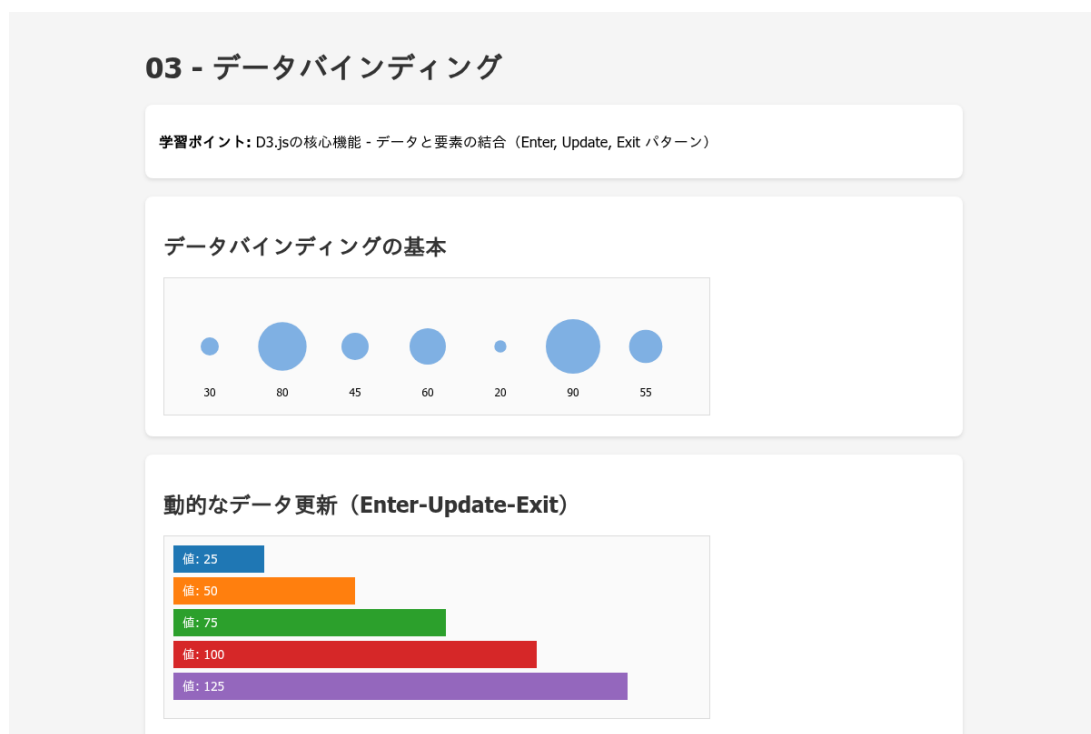 03 - データバインディング
学習ポイント: D3.jsの核心機能 - データと要素の結合（Enter, Update, Exit パターン）
データバインディングの基本
30 80 45 60 20 90 55
動的なデータ更新（Enter-Update-Exit）
値: 25
値: 50
値: 75
値: 100
値: 125